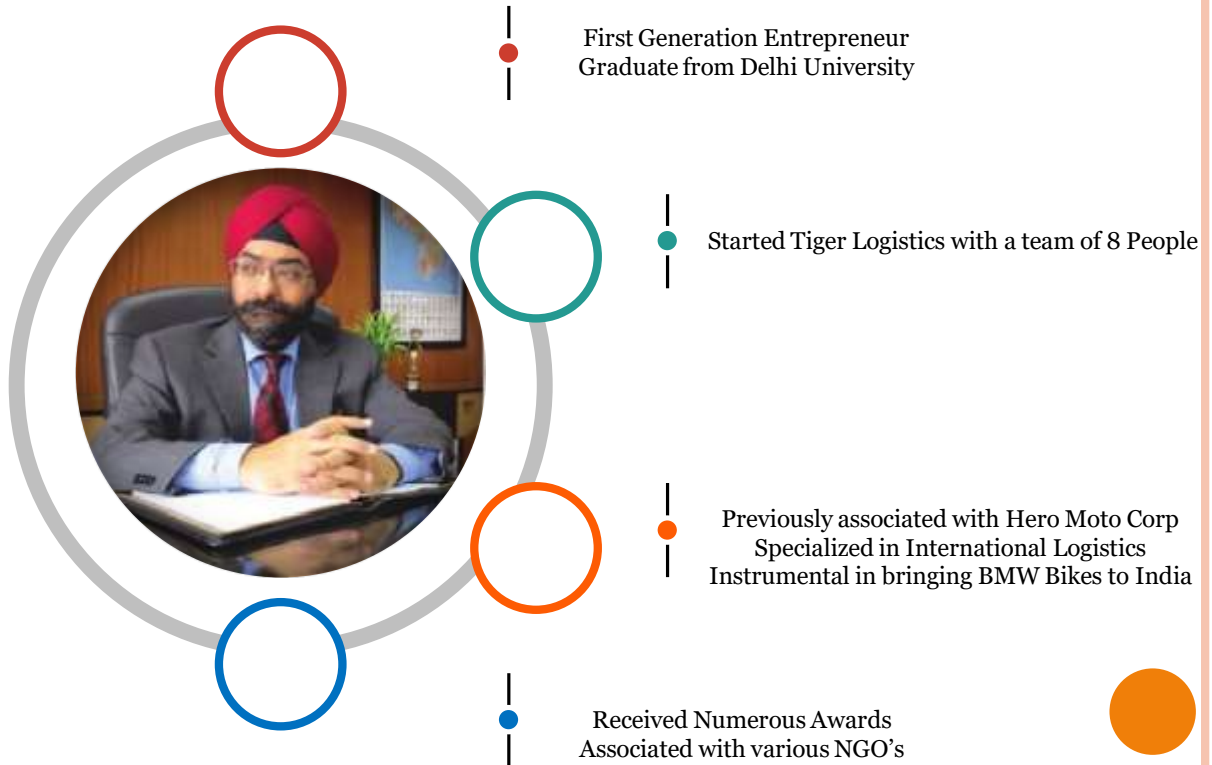 First Generation Entrepreneur
Graduate from Delhi University
Started Tiger Logistics with a team of 8 People
Previously associated with Hero Moto Corp
Specialized in International Logistics
Instrumental in bringing BMW Bikes to India
Received Numerous Awards
Associated with various NGO’s